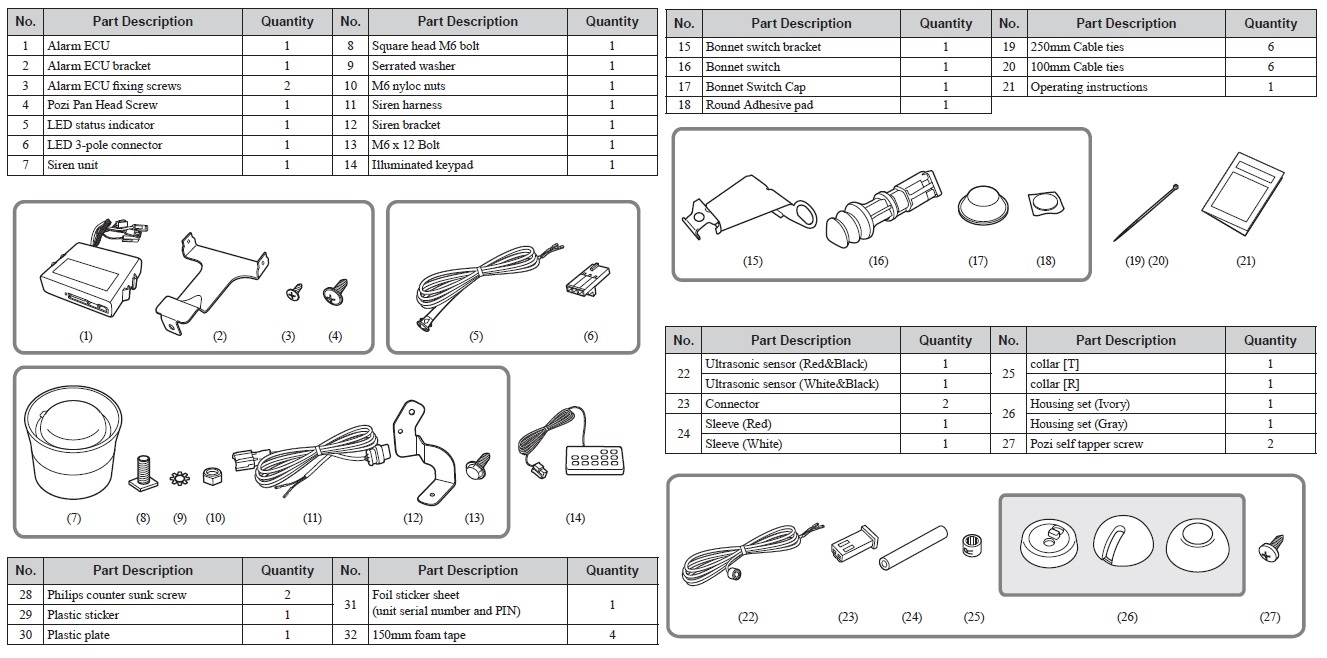 No. Part Description Quantity No. Part Description Quantity
1 Alarm ECU 1 8 Square head M6 bolt 1
2 Alarm ECU bracket 1 9 Serrated washer 1
3 Alarm ECU fixing screws 2 10 M6 nyloc nuts 1
4 Pozi Pan Head Screw 1 11 Siren harness 1
5 LED status indicator 1 12 Siren bracket 1
6 LED 3-pole connector 1 13 M6 x 12 Bolt 1
7 Siren unit 1 14 Illuminated keypad 1
(1) (2) (3) (4) (5) (6)
(7) (8) (9) (10) (11) (12) (13) (14)
No. Part Description Quantity No. Part Description Quantity
28 Philips counter sunk screw 2 31 Foil sticker sheet 1
29 Plastic sticker 1 (unit serial number and PIN)
30 Plastic plate 1 32 150mm foam tape 4
No. Part Description Quantity No. Part Description Quantity
15 Bonnet switch bracket 1 19 250mm Cable ties 6
16 Bonnet switch 1 20 100mm Cable ties 6
17 Bonnet Switch Cap 1 21 Operating instructions 1
18 Round Adhesive pad 1
(15) (16) (17) (18) (19) (20) (21)
No. Part Description Quantity No. Part Description Quantity
22 Ultrasonic sensor (Red&Black) 1 25 collar [T] 1
Ultrasonic sensor (White&Black) 1 collar [R] 1
23 Connector 2 26 Housing set (Ivory) 1
24 Sleeve (Red) 1 Housing set (Gray) 1
Sleeve (White) 1 27 Pozi self tapper screw 2
(22) (23) (24) (25) (26) (27)